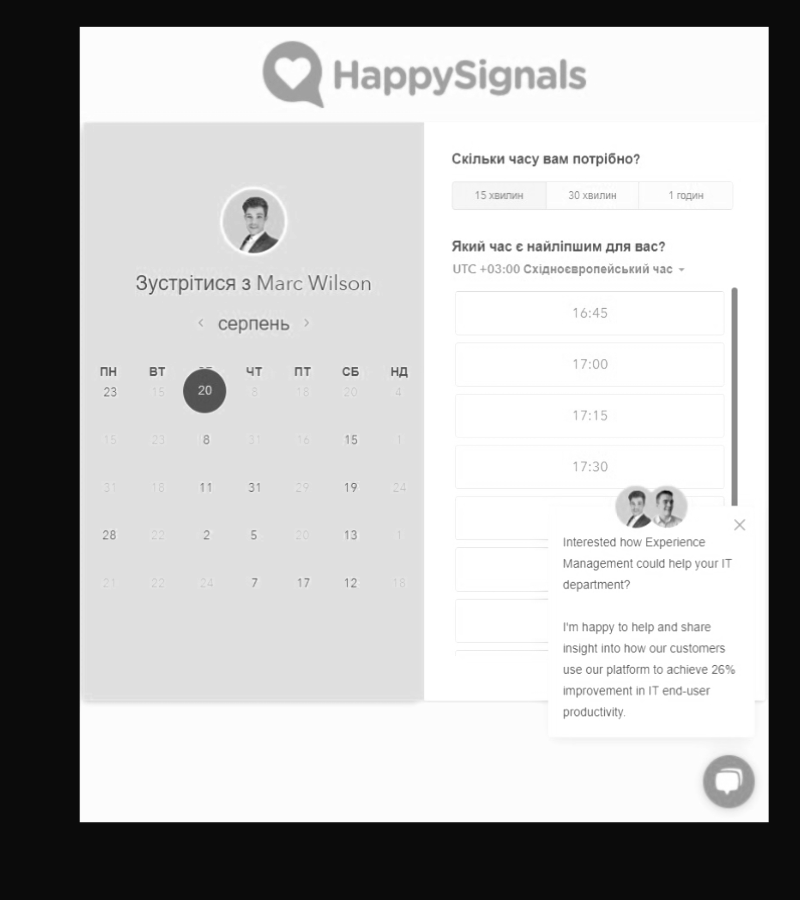 HappySignals
Зустрітися з Marc Wilson
‹ серпень ›
ПН ВТ ЧТ ПТ СБ НД
23 15 20 8 18 20 4
15 23 8 31 16 15 1
31 18 11 31 29 19 24
28 22 2 5 20 13 1
21 22 24 7 17 12 18
Скільки часу вам потрібно?
15 хвилин 30 хвилин 1 годин
Який час є найліпшим для вас?
UTC +03:00 Східноєвропейський час
16:45
17:00
17:15
17:30
Interested how Experience
Management could help your IT
department?
I'm happy to help and share
insight into how our customers
use our platform to achieve 26%
improvement in IT end-user
productivity.